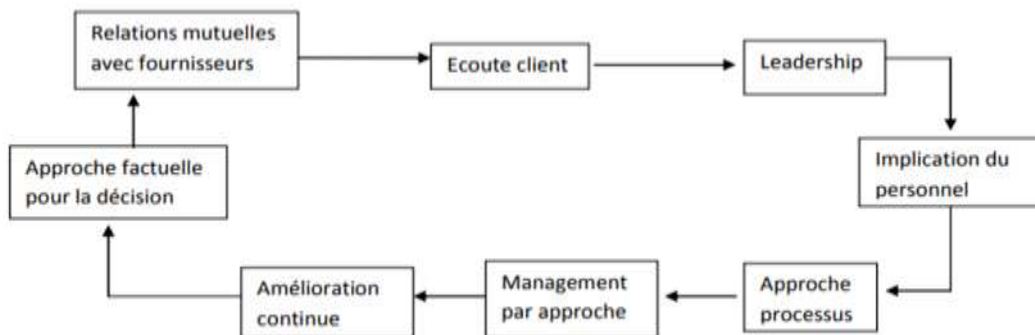 Relations mutuelles
avec fournisseurs
Ecoute client
Leadership
Implication du
personnel
Approche factuelle
pour la décision
Amélioration
continue
Management
par approche
Approche
processus